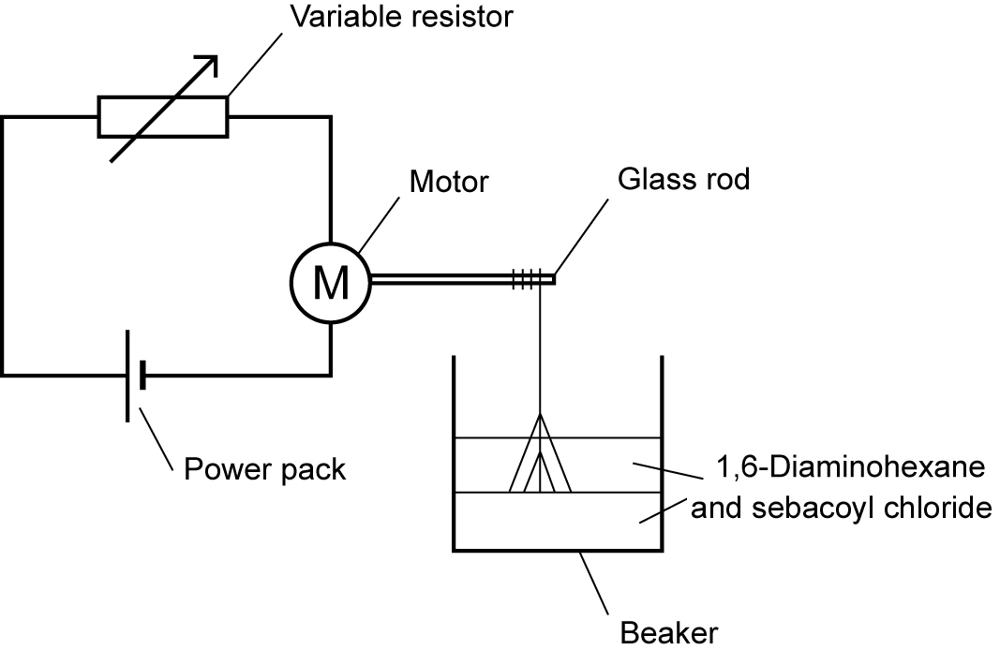 Variable resistor
Motor
Glass rod
M
Power pack
1,6-Diaminohexane
and sebacoyl chloride
Beaker